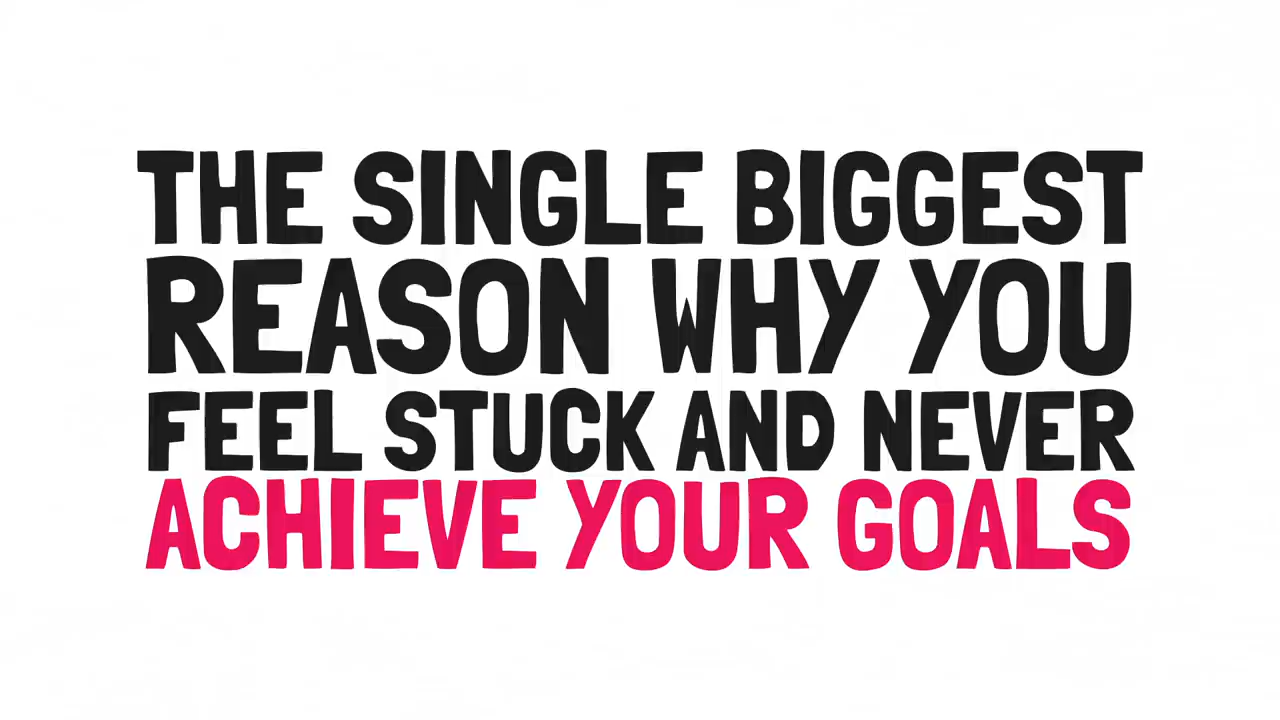 THE SINGLE BIGGEST
REASON WHY YOU
FEEL STUCK AND NEVER
ACHIEVE YOUR GOALS